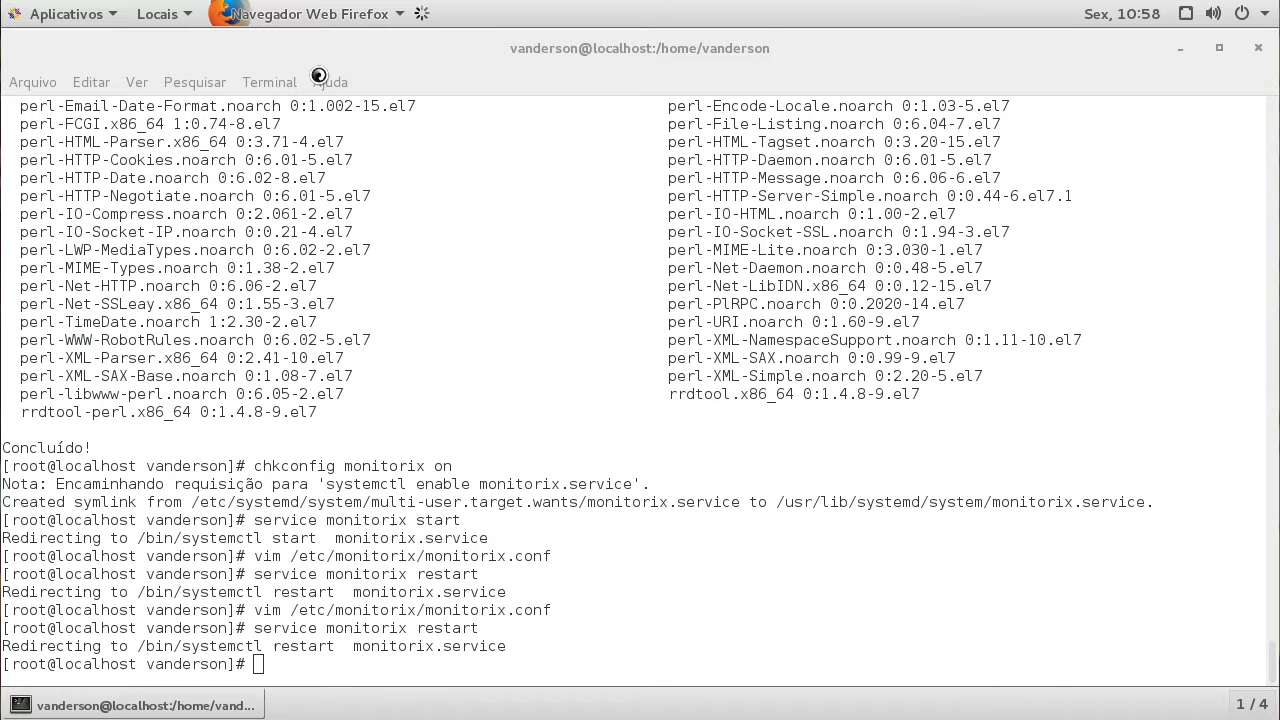 Aplicativos Locais Navegador Web Firefox Sex, 10:58
vanderson@localhost:/home/vanderson
Arquivo Editar Ver Pesquisar Terminal Ajuda
perl-Email-Date-Format.noarch 0:1.002-15.el7 perl-Encode-Locale.noarch 0:1.03-5.el7
perl-FCGI.x86_64 1:0.74-8.el7 perl-File-Listing.noarch 0:6.04-7.el7
perl-HTML-Parser.x86_64 0:3.71-4.el7 perl-HTML-Tagset.noarch 0:3.20-15.el7
perl-HTTP-Cookies.noarch 0:6.01-5.el7 perl-HTTP-Daemon.noarch 0:6.01-5.el7
perl-HTTP-Date.noarch 0:6.02-8.el7 perl-HTTP-Message.noarch 0:6.06-6.el7
perl-HTTP-Negotiate.noarch 0:6.01-5.el7 perl-HTTP-Server-Simple.noarch 0:0.44-6.el7.1
perl-IO-Compress.noarch 0:2.061-2.el7 perl-IO-HTML.noarch 0:1.00-2.el7
perl-IO-Socket-IP.noarch 0:0.21-4.el7 perl-IO-Socket-SSL.noarch 0:1.94-3.el7
perl-LWP-MediaTypes.noarch 0:6.02-2.el7 perl-MIME-Lite.noarch 0:3.030-1.el7
perl-MIME-Types.noarch 0:1.38-2.el7 perl-Net-Daemon.noarch 0:0.48-5.el7
perl-Net-HTTP.noarch 0:6.06-2.el7 perl-Net-LibIDN.x86_64 0:0.12-15.el7
perl-Net-SSLeay.x86_64 0:1.55-3.el7 perl-PlRPC.noarch 0:0.2020-14.el7
perl-TimeDate.noarch 1:2.30-2.el7 perl-URI.noarch 0:1.60-9.el7
perl-WWW-RobotRules.noarch 0:6.02-5.el7 perl-XML-NamespaceSupport.noarch 0:1.11-10.el7
perl-XML-Parser.x86_64 0:2.41-10.el7 perl-XML-SAX.noarch 0:0.99-9.el7
perl-XML-SAX-Base.noarch 0:1.08-7.el7 perl-XML-Simple.noarch 0:2.20-5.el7
perl-libwww-perl.noarch 0:6.05-2.el7 rrdtool.x86_64 0:1.4.8-9.el7
rrdtool-perl.x86_64 0:1.4.8-9.el7
Concluído!
[root@localhost vanderson]# chkconfig monitorix on
Nota: Encaminhando requisição para 'systemctl enable monitorix.service'.
Created symlink from /etc/systemd/system/multi-user.target.wants/monitorix.service to /usr/lib/systemd/system/monitorix.service.
[root@localhost vanderson]# service monitorix start
Redirecting to /bin/systemctl start  monitorix.service
[root@localhost vanderson]# vim /etc/monitorix/monitorix.conf
[root@localhost vanderson]# service monitorix restart
Redirecting to /bin/systemctl restart  monitorix.service
[root@localhost vanderson]# vim /etc/monitorix/monitorix.conf
[root@localhost vanderson]# service monitorix restart
Redirecting to /bin/systemctl restart  monitorix.service
[root@localhost vanderson]#
vanderson@localhost:/home/vand... 1 / 4